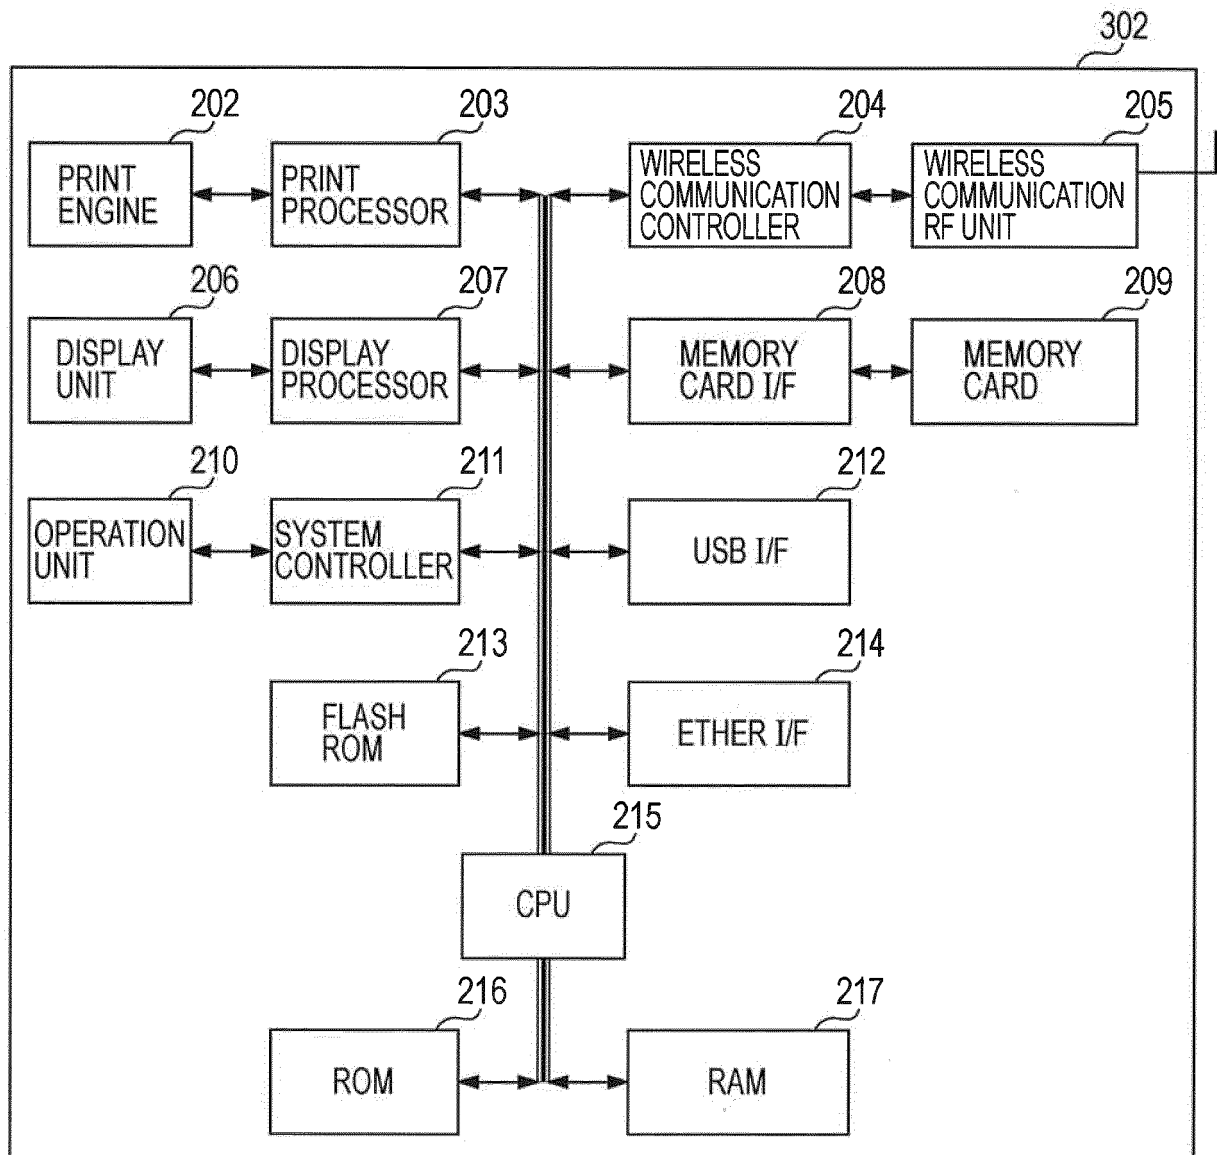 302
202
203
204
205
PRINT
ENGINE
PRINT
PROCESSOR
WIRELESS
COMMUNICATION
CONTROLLER
WIRELESS
COMMUNICATION
RF UNIT
206
207
208
209
DISPLAY
UNIT
DISPLAY
PROCESSOR
MEMORY
CARD I/F
MEMORY
CARD
210
211
212
OPERATION
UNIT
SYSTEM
CONTROLLER
USB I/F
213
214
FLASH
ROM
ETHER I/F
215
CPU
216
217
ROM
RAM